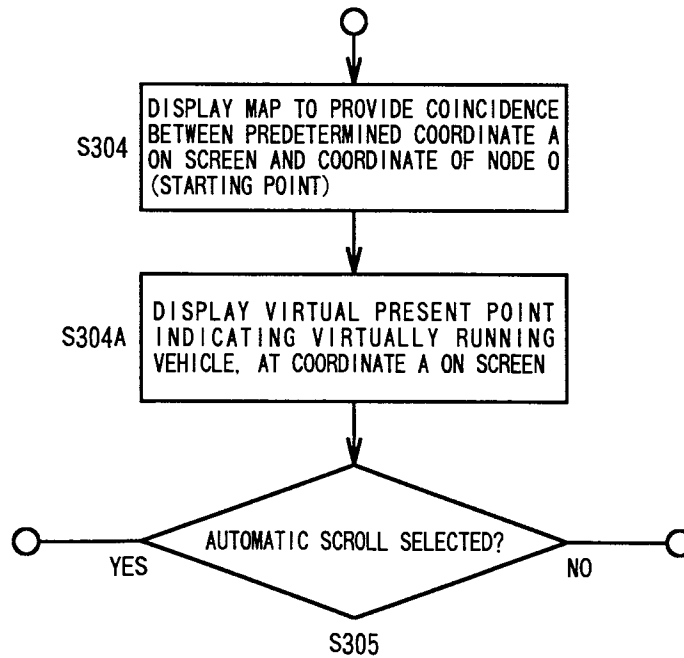 DISPLAY MAP TO PROVIDE COINCIDENCE
BETWEEN PREDETERMINED COORDINATE A
S304
ON SCREEN AND COORDINATE OF NODE 0
(STARTING POINT)
DISPLAY VIRTUAL PRESENT POINT
S304A
INDICATING VIRTUALLY RUNNING
VEHICLE, AT COORDINATE A ON SCREEN
AUTOMATIC SCROLL SELECTED?
YES
NO
S305